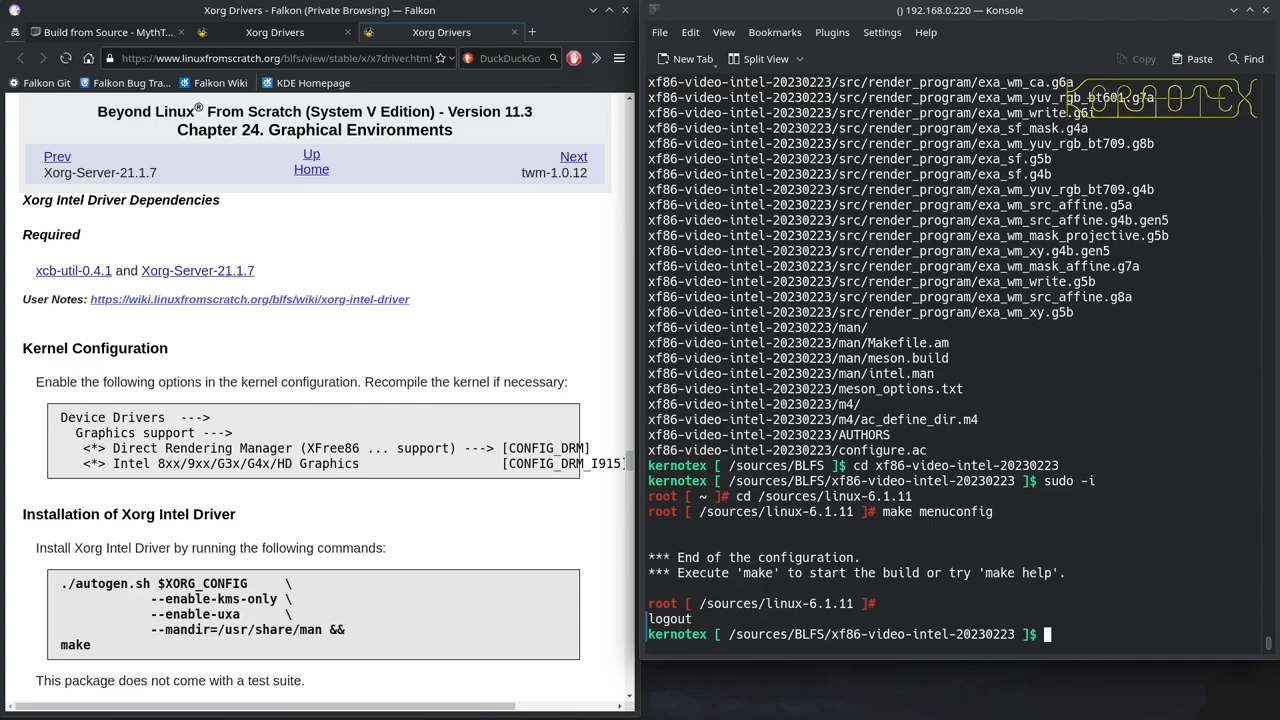 Xorg Drivers - Falkon (Private Browsing) — Falkon
Build from Source - MythT...
Xorg Drivers
Xorg Drivers
https://www.linuxfromscratch.org/blfs/view/stable/x/x7driver.html
DuckDuckGo
Falkon Git
Falkon Bug Tra...
Falkon Wiki
KDE Homepage
Beyond Linux® From Scratch (System V Edition) - Version 11.3
Chapter 24. Graphical Environments
Prev
Up
Next
Xorg-Server-21.1.7
Home
twm-1.0.12
Xorg Intel Driver Dependencies
Required
xcb-util-0.4.1 and Xorg-Server-21.1.7
User Notes: https://wiki.linuxfromscratch.org/blfs/wiki/xorg-intel-driver
Kernel Configuration
Enable the following options in the kernel configuration. Recompile the kernel if necessary:
Device Drivers --->
Graphics support --->
<*> Direct Rendering Manager (XFree86 ... support) ---> [CONFIG_DRM]
<*> Intel 8xx/9xx/G3x/G4x/HD Graphics [CONFIG_DRM_I915]
Installation of Xorg Intel Driver
Install Xorg Intel Driver by running the following commands:
./autogen.sh $XORG_CONFIG \
--enable-kms-only \
--enable-uxa \
--mandir=/usr/share/man &&
make
This package does not come with a test suite.
() 192.168.0.220 — Konsole
File Edit View Bookmarks Plugins Settings Help
New Tab
Split View
Copy
Paste
Find
KERNOTEX
xf86-video-intel-20230223/src/render_program/exa_wm_ca.g6a
xf86-video-intel-20230223/src/render_program/exa_wm_yuv_rgb_bt601.g7a
xf86-video-intel-20230223/src/render_program/exa_wm_write.g6i
xf86-video-intel-20230223/src/render_program/exa_sf_mask.g4a
xf86-video-intel-20230223/src/render_program/exa_wm_yuv_rgb_bt709.g8b
xf86-video-intel-20230223/src/render_program/exa_sf.g5b
xf86-video-intel-20230223/src/render_program/exa_sf.g4b
xf86-video-intel-20230223/src/render_program/exa_wm_yuv_rgb_bt709.g4b
xf86-video-intel-20230223/src/render_program/exa_wm_src_affine.g5a
xf86-video-intel-20230223/src/render_program/exa_wm_src_affine.g4b.gen5
xf86-video-intel-20230223/src/render_program/exa_wm_mask_projective.g5b
xf86-video-intel-20230223/src/render_program/exa_wm_xy.g4b.gen5
xf86-video-intel-20230223/src/render_program/exa_wm_mask_affine.g7a
xf86-video-intel-20230223/src/render_program/exa_wm_write.g5b
xf86-video-intel-20230223/src/render_program/exa_wm_src_affine.g8a
xf86-video-intel-20230223/src/render_program/exa_wm_xy.g5b
xf86-video-intel-20230223/man/
xf86-video-intel-20230223/man/Makefile.am
xf86-video-intel-20230223/man/meson.build
xf86-video-intel-20230223/man/intel.man
xf86-video-intel-20230223/meson_options.txt
xf86-video-intel-20230223/m4/
xf86-video-intel-20230223/m4/ac_define_dir.m4
xf86-video-intel-20230223/AUTHORS
xf86-video-intel-20230223/configure.ac
kernotex [ /sources/BLFS ]$ cd xf86-video-intel-20230223
kernotex [ /sources/BLFS/xf86-video-intel-20230223 ]$ sudo -i
root [ ~ ]# cd /sources/linux-6.1.11
root [ /sources/linux-6.1.11 ]# make menuconfig
*** End of the configuration.
*** Execute 'make' to start the build or try 'make help'.
root [ /sources/linux-6.1.11 ]#
logout
kernotex [ /sources/BLFS/xf86-video-intel-20230223 ]$